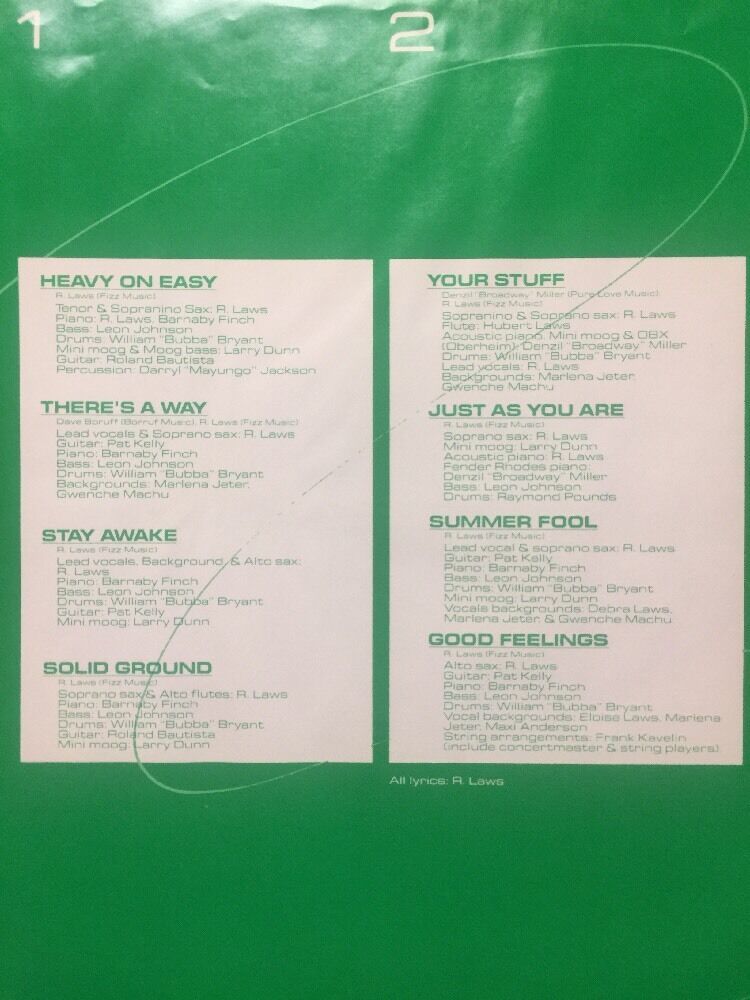 1
HEAVY ON EASY
R. Laws (Fizz Music)
Tenor & Sopranino Sax: R. Laws
Piano: R. Laws, Barnaby Finch
Bass: Leon Johnson
Drums: William "Bubba" Bryant
Mini moog & Moog bass: Larry Dunn
Guitar: Roland Bautista
Percussion: Darryl "Mayungo" Jackson
THERE'S A WAY
Dave Boruff (Borruf Music), R. Laws (Fizz Music)
Lead vocals & Soprano sax: R. Laws
Guitar: Pat Kelly
Piano: Barnaby Finch
Bass: Leon Johnson
Drums: William "Bubba" Bryant
Backgrounds: Marlena Jeter,
Gwenche Machu
STAY AWAKE
R. Laws (Fizz Music)
Lead vocals, Background, & Alto sax:
R. Laws
Piano: Barnaby Finch
Bass: Leon Johnson
Drums: William "Bubba" Bryant
Guitar: Pat Kelly
Mini moog: Larry Dunn
SOLID GROUND
R. Laws (Fizz Music)
Soprano sax & Alto flutes: R. Laws
Piano: Barnaby Finch
Bass: Leon Johnson
Drums: William "Bubba" Bryant
Guitar: Roland Bautista
Mini moog: Larry Dunn
2
YOUR STUFF
Denzil "Broadway" Miller (Pure Love Music),
R. Laws (Fizz Music)
Sopranino & Soprano sax: R. Laws
Flute: Hubert Laws
Acoustic piano, Mini moog & OBX
(Oberheim): Denzil "Broadway" Miller
Drums: William "Bubba" Bryant
Lead vocals: R. Laws
Backgrounds: Marlena Jeter,
Gwenche Machu
JUST AS YOU ARE
R. Laws (Fizz Music)
Soprano sax: R. Laws
Mini moog: Larry Dunn
Acoustic piano: R. Laws
Fender Rhodes piano:
Denzil "Broadway" Miller
Bass: Leon Johnson
Drums: Raymond Pounds
SUMMER FOOL
R. Laws (Fizz Music)
Lead vocal & soprano sax: R. Laws
Guitar: Pat Kelly
Piano: Barnaby Finch
Bass: Leon Johnson
Drums: William "Bubba" Bryant
Mini moog: Larry Dunn
Vocals backgrounds: Debra Laws,
Marlena Jeter & Gwenche Machu
GOOD FEELINGS
R. Laws (Fizz Music)
Alto sax: R. Laws
Guitar: Pat Kelly
Piano: Barnaby Finch
Bass: Leon Johnson
Drums: William "Bubba" Bryant
Vocal backgrounds: Eloisa Laws, Marlena
Jeter, Maxi Anderson
String arrangements: Frank Kavelin
(include concertmaster & string players)
All lyrics: R. Laws